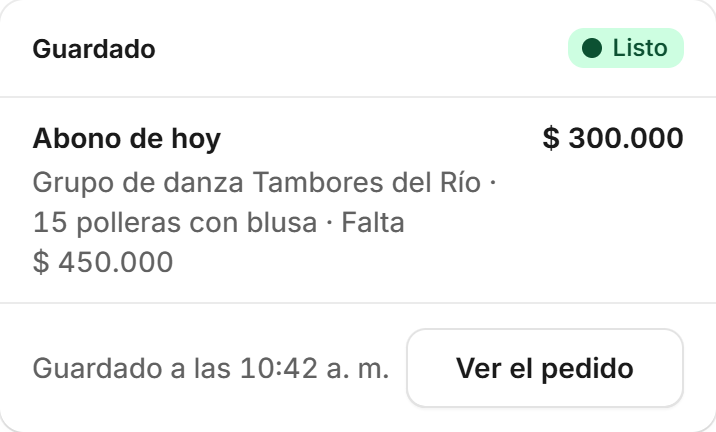 Guardado
Listo
Abono de hoy
$ 300.000
Grupo de danza Tambores del Río ·
15 polleras con blusa · Falta
$ 450.000
Guardado a las 10:42 a. m.
Ver el pedido